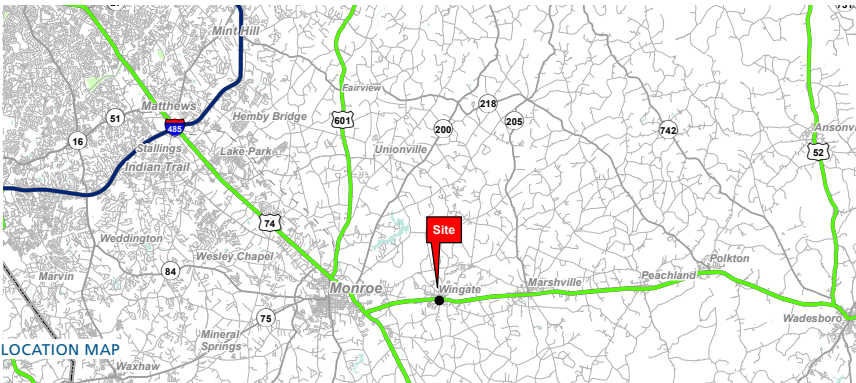 Mint Hill
Fairview
Matthews
Hemby Bridge
218
51
601
200
205
742
485
16
Stallings
Lake Park
Unionville
Indian Trail
52
74
Site
Weddington
Wesley Chapel
Polkton
84
Marvin
Peachland
Monroe
Wingate
Marshville
75
Wadesboro
Mineral
Springs
LOCATION MAP
Waxhaw